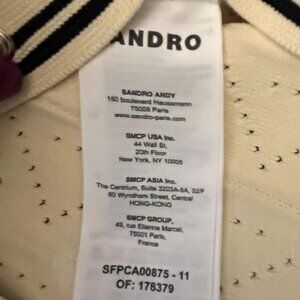 ANDRO
SANDRO ANDY
150 boulevard Haussmann
75008 Paris
www.sandro-paris.com
SMCP USA Inc.
44 Wall St.
20th Floor
New York, NY 10005
SMCP ASIA Inc.
The Centrium, Suite 3203A-5A, 32/F
60 Wyndham Street, Central
HONG-KONG
SMCP GROUP,
49, rue Etienne Marcel,
75001 Paris,
France
SFPCA00875 - 11
OF: 178379